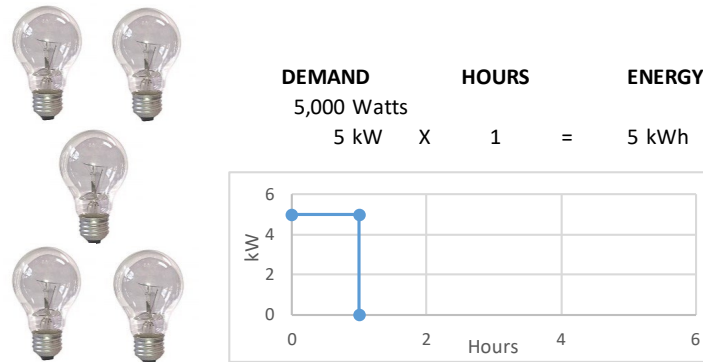 DEMAND HOURS ENERGY
5,000 Watts
5 kW X 1 = 5 kWh
6
4
2
0
kW
0 2 4 6
Hours